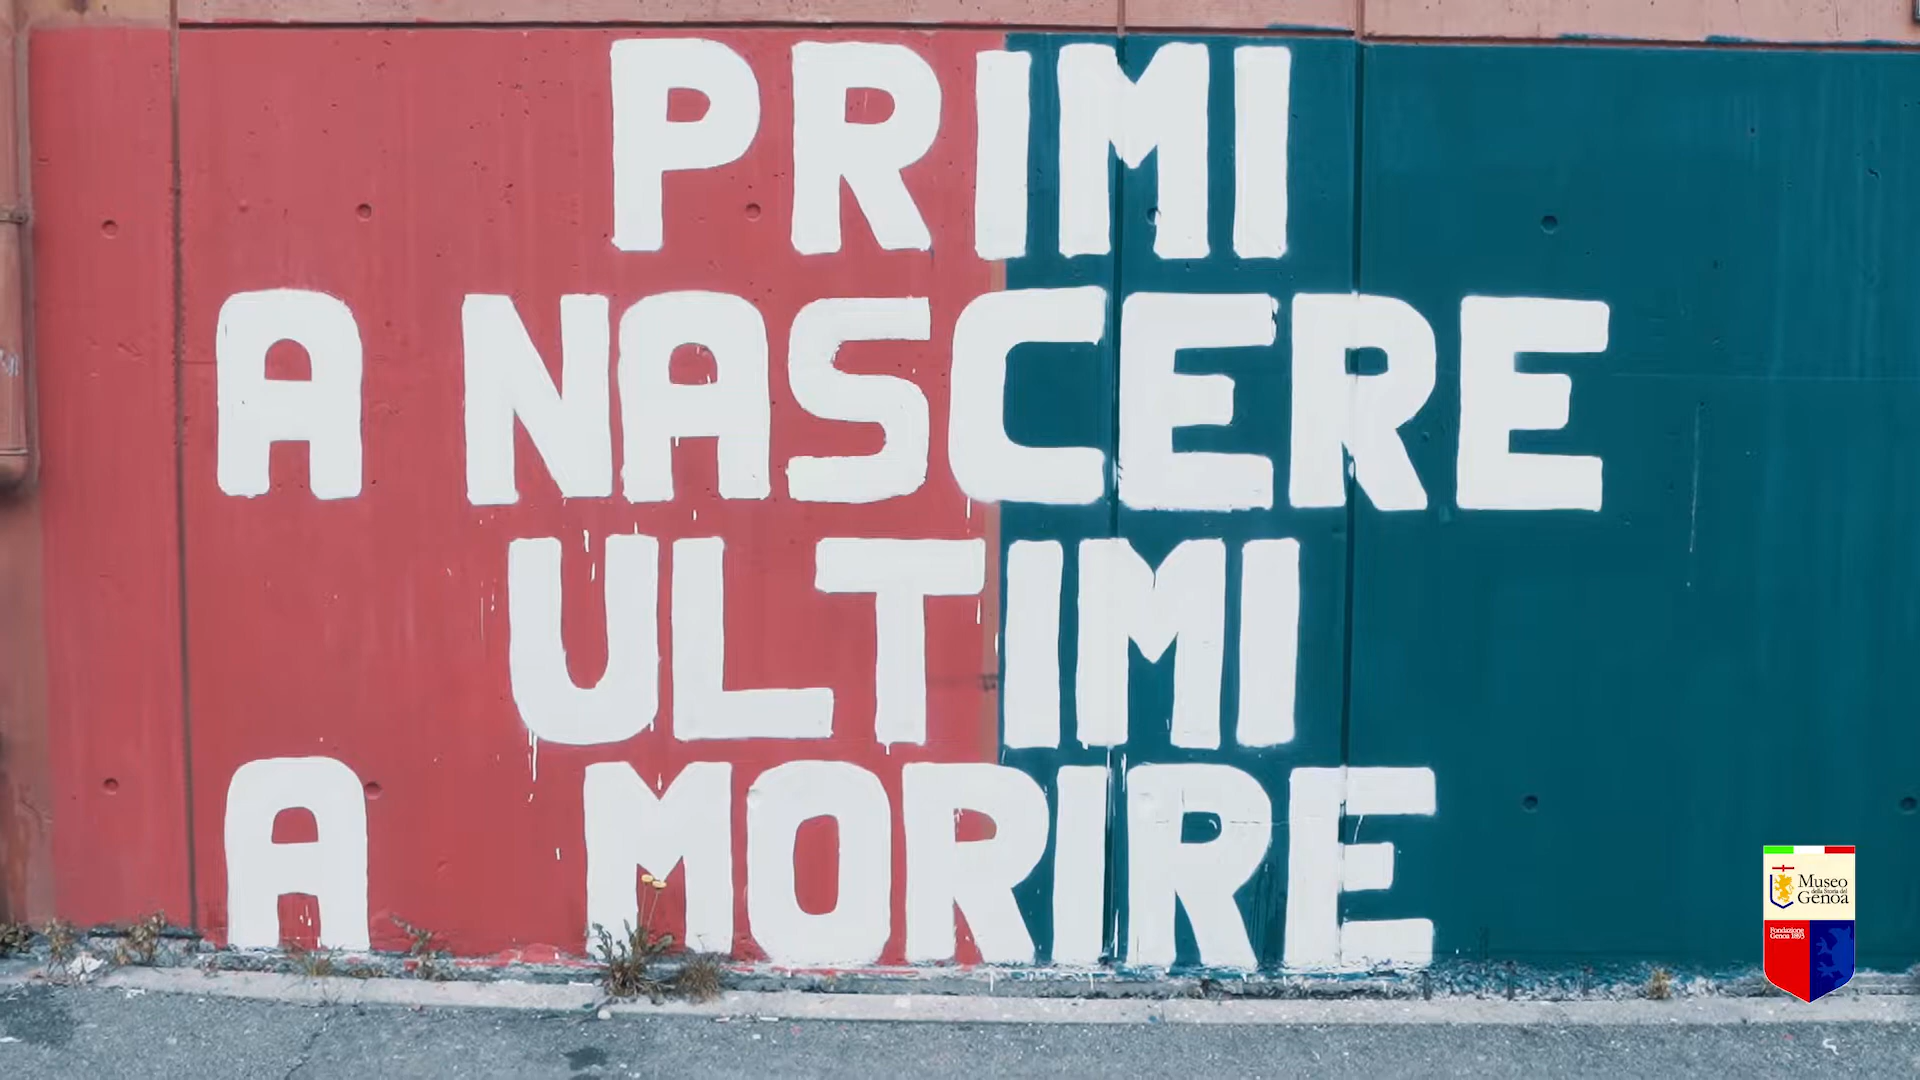 PRIMI
A NASCERE
ULTIMI
A MORIRE
Museo
della Storia del
Genoa
Fondazione
Genoa 1893